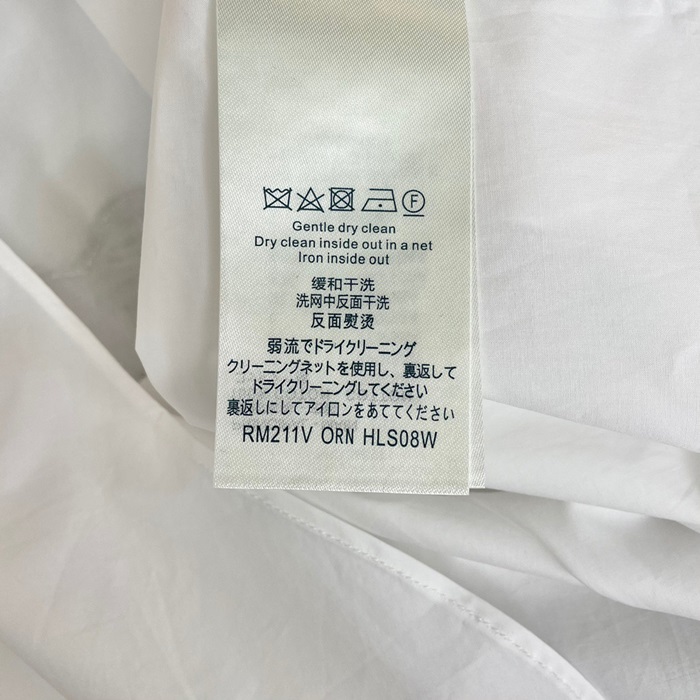 F
Gentle dry clean
Dry clean inside out in a net
Iron inside out
缓和干洗
洗网中反面干洗
反面熨烫
弱流でドライクリーニング
クリーニングネットを使用し、裏返して
ドライクリーニングしてください
裏返しにしてアイロンをあててください
RM211V ORN HLS08W